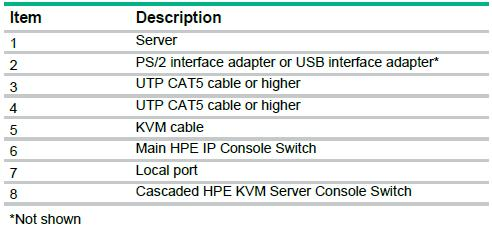 Item Description
1 Server
2 PS/2 interface adapter or USB interface adapter*
3 UTP CAT5 cable or higher
4 UTP CAT5 cable or higher
5 KVM cable
6 Main HPE IP Console Switch
7 Local port
8 Cascaded HPE KVM Server Console Switch
*Not shown